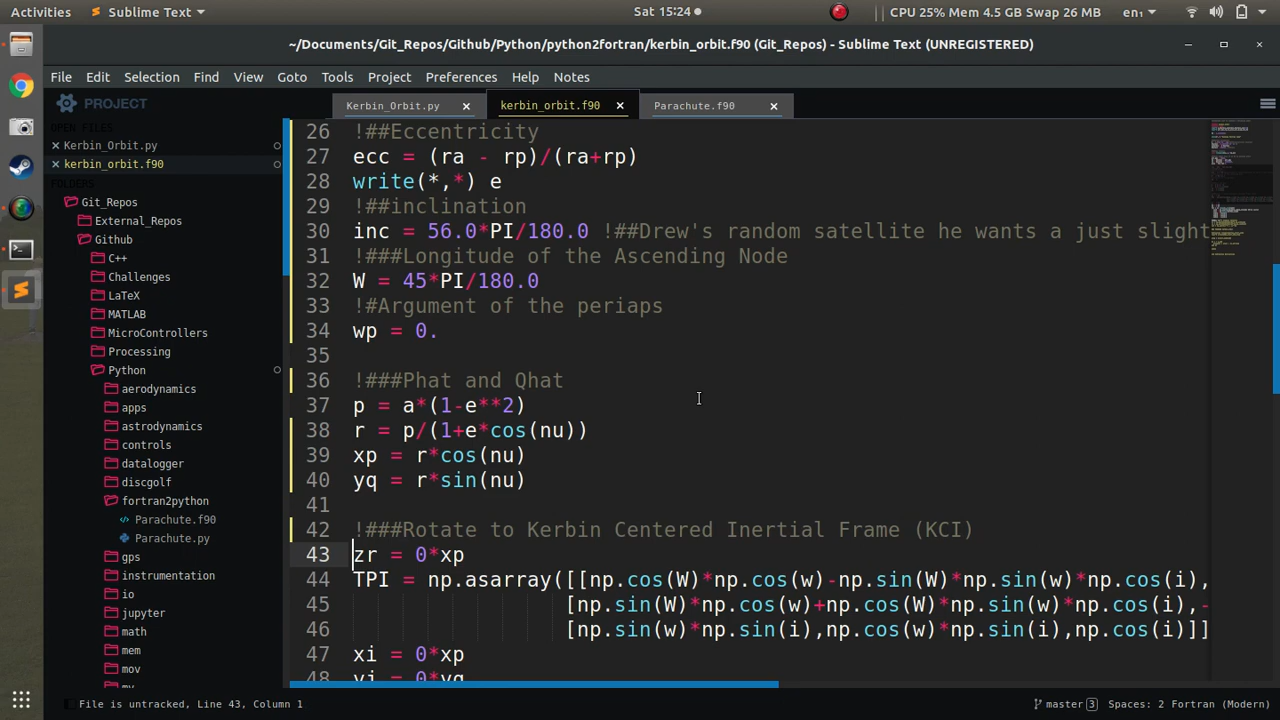 Activities
Sublime Text
Sat 15:24
CPU 25% Mem 4.5 GB Swap 26 MB
en₁
~/Documents/Git_Repos/Github/Python/python2fortran/kerbin_orbit.f90 (Git_Repos) - Sublime Text (UNREGISTERED)
File Edit Selection Find View Goto Tools Project Preferences Help Notes
PROJECT
Kerbin_Orbit.py
kerbin_orbit.f90
Parachute.f90
OPEN FILES
Kerbin_Orbit.py
kerbin_orbit.f90
FOLDERS
Git_Repos
External_Repos
Github
C++
Challenges
LaTeX
MATLAB
MicroControllers
Processing
Python
aerodynamics
apps
astrodynamics
controls
datalogger
discgolf
fortran2python
Parachute.f90
Parachute.py
gps
instrumentation
io
jupyter
math
mem
mov
26 !##Eccentricity
27 ecc = (ra - rp)/(ra+rp)
28 write(*,*) e
29 !##inclination
30 inc = 56.0*PI/180.0 !##Drew's random satellite he wants a just slight
31 !###Longitude of the Ascending Node
32 W = 45*PI/180.0
33 !#Argument of the periaps
34 wp = 0.
35
36 !###Phat and Qhat
37 p = a*(1-e**2)
38 r = p/(1+e*cos(nu))
39 xp = r*cos(nu)
40 yq = r*sin(nu)
41
42 !###Rotate to Kerbin Centered Inertial Frame (KCI)
43 zr = 0*xp
44 TPI = np.asarray([[np.cos(W)*np.cos(w)-np.sin(W)*np.sin(w)*np.cos(i),
45 [np.sin(W)*np.cos(w)+np.cos(W)*np.sin(w)*np.cos(i),-
46 [np.sin(w)*np.sin(i),np.cos(w)*np.sin(i),np.cos(i)]]
47 xi = 0*xp
48 yi = 0*yq
File is untracked, Line 43, Column 1
master 3
Spaces: 2
Fortran (Modern)